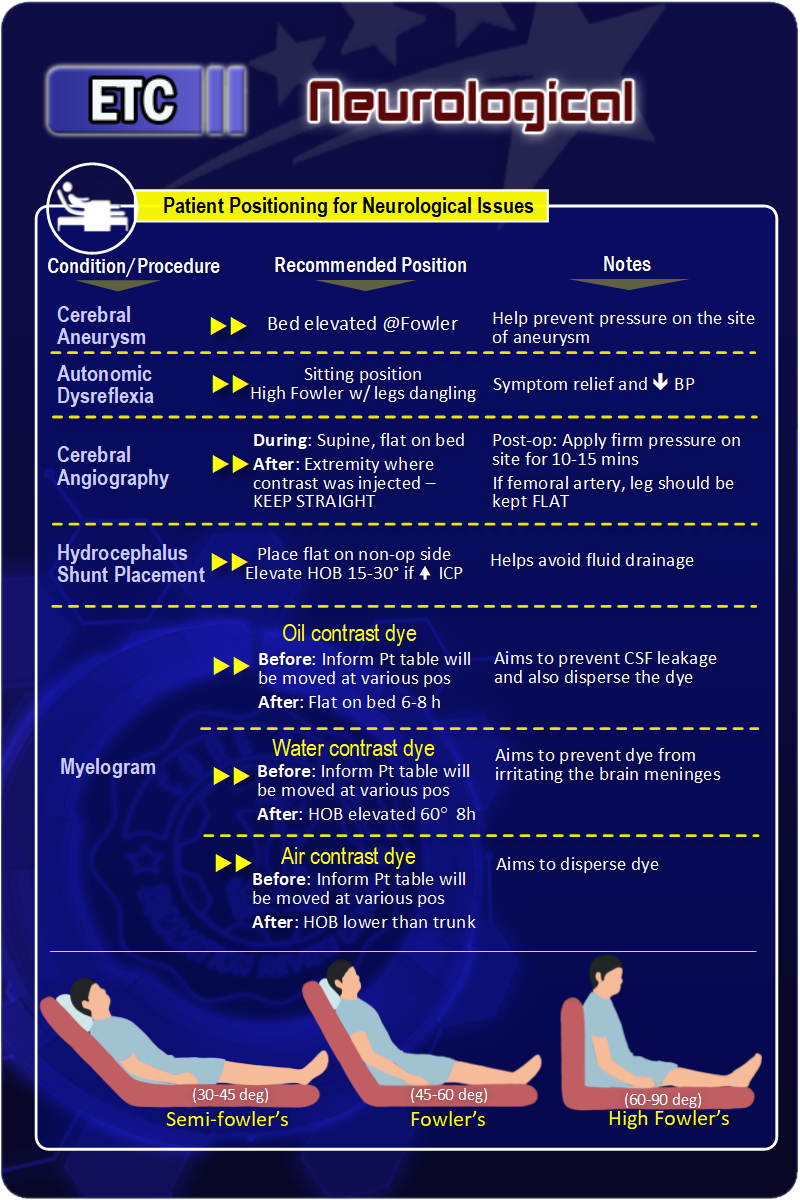 ETC
Neurological
Patient Positioning for Neurological Issues
Condition/Procedure
Recommended Position
Notes
Cerebral
Aneurysm
Bed elevated @Fowler
Help prevent pressure on the site
of aneurysm
Autonomic
Dysreflexia
Sitting position
High Fowler w/ legs dangling
Symptom relief and 🡇 BP
Cerebral
Angiography
During: Supine, flat on bed
After: Extremity where
contrast was injected –
KEEP STRAIGHT
Post-op: Apply firm pressure on
site for 10-15 mins
If femoral artery, leg should be
kept FLAT
Hydrocephalus
Shunt Placement
Place flat on non-op side
Elevate HOB 15-30° if 🡅 ICP
Helps avoid fluid drainage
Myelogram
Oil contrast dye
Before: Inform Pt table will
be moved at various pos
After: Flat on bed 6-8 h
Aims to prevent CSF leakage
and also disperse the dye
Water contrast dye
Before: Inform Pt table will
be moved at various pos
After: HOB elevated 60° 8h
Aims to prevent dye from
irritating the brain meninges
Air contrast dye
Before: Inform Pt table will
be moved at various pos
After: HOB lower than trunk
Aims to disperse dye
(30-45 deg)
Semi-fowler's
(45-60 deg)
Fowler's
(60-90 deg)
High Fowler's